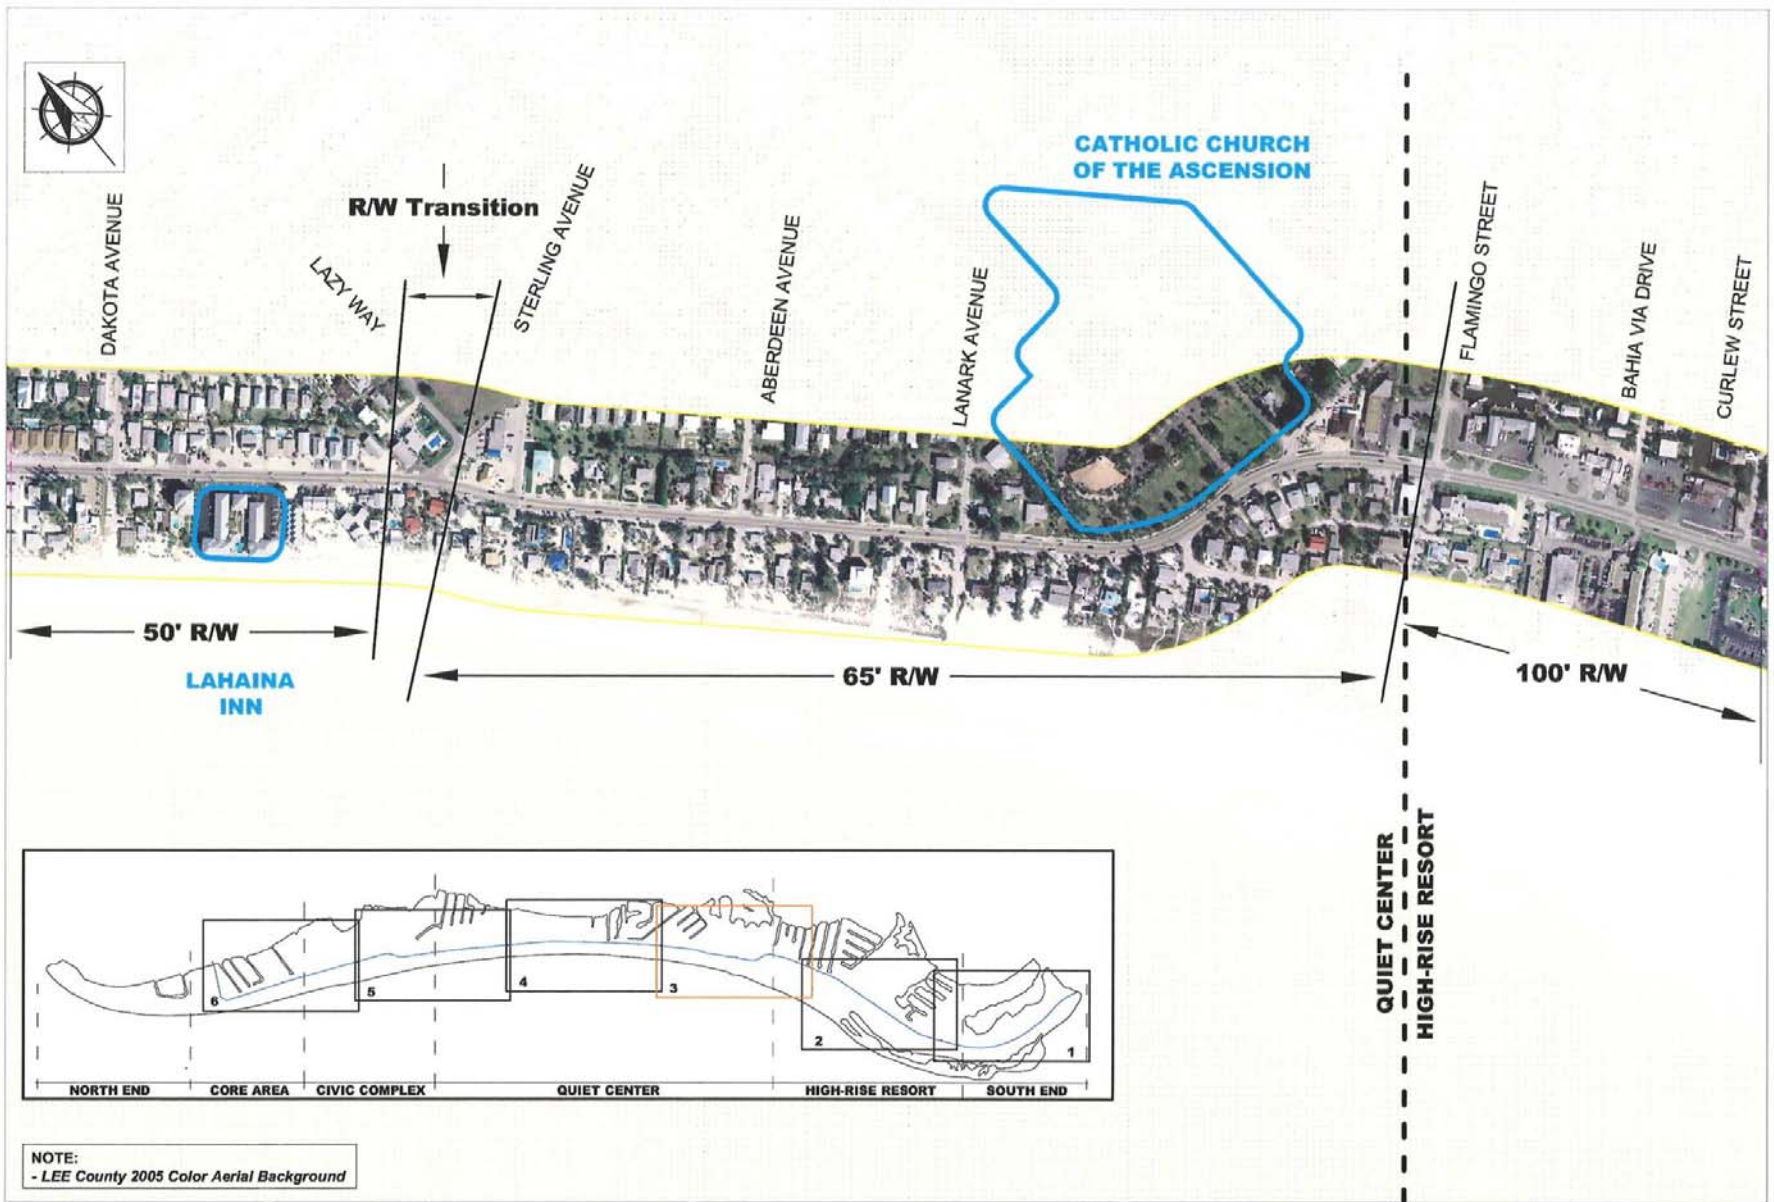 CATHOLIC CHURCH
OF THE ASCENSION
R/W Transition
DAKOTA AVENUE
LAZY WAY
STERLING AVENUE
ABERDEEN AVENUE
LANARK AVENUE
FLAMINGO STREET
BAHIA VIA DRIVE
CURLEW STREET
50' R/W
65' R/W
100' R/W
LAHAINA
INN
QUIET CENTER
HIGH-RISE RESORT
6
5
4
3
2
1
NORTH END
CORE AREA
CIVIC COMPLEX
QUIET CENTER
HIGH-RISE RESORT
SOUTH END
NOTE:
- LEE County 2005 Color Aerial Background